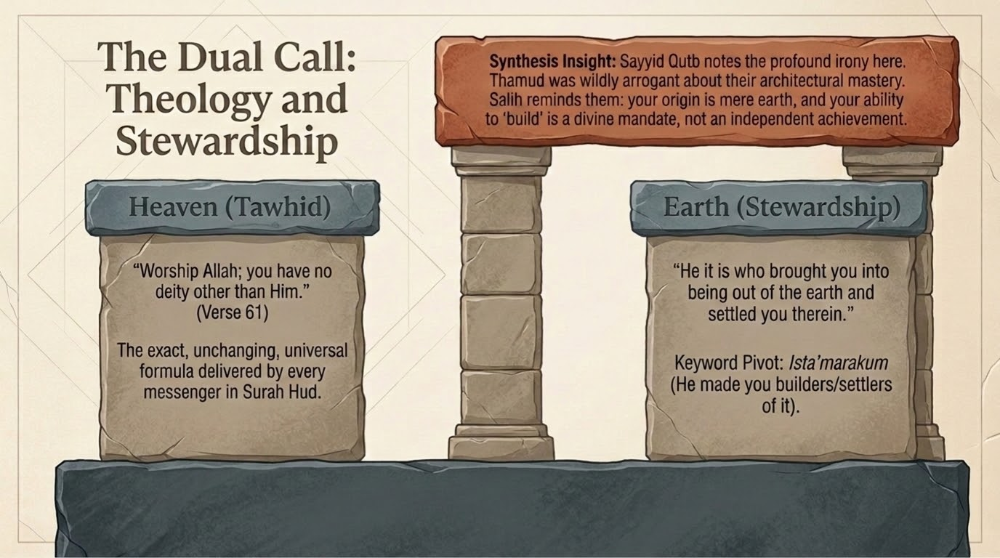 The Dual Call:
Theology and
Stewardship
Synthesis Insight: Sayyid Qutb notes the profound irony here.
Thamud was wildly arrogant about their architectural mastery.
Salih reminds them: your origin is mere earth, and your ability
to ‘build’ is a divine mandate, not an independent achievement.
Heaven (Tawhid)
“Worship Allah; you have no
deity other than Him.”
(Verse 61)
The exact, unchanging, universal
formula delivered by every
messenger in Surah Hud.
Earth (Stewardship)
“He it is who brought you into
being out of the earth and
settled you therein.”
Keyword Pivot: Ista’marakum
(He made you builders/settlers
of it).